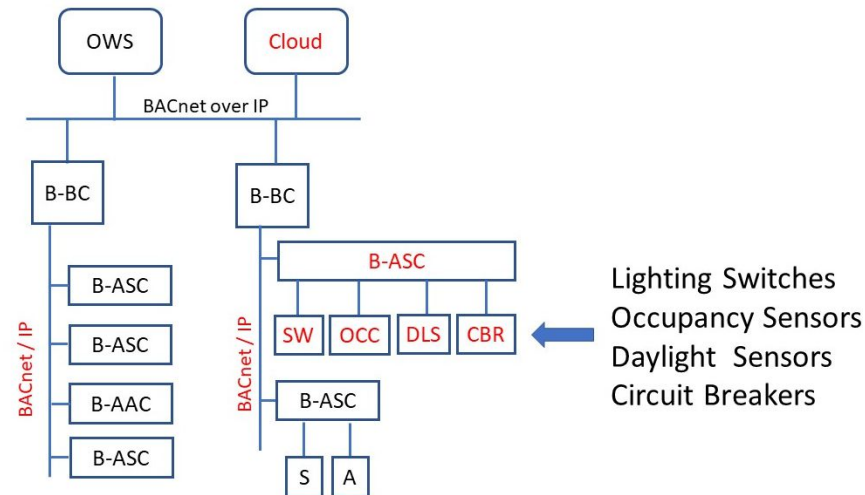 OWS
Cloud
BACnet over IP
B-BC
B-BC
BACnet / IP
B-ASC
B-ASC
B-AAC
B-ASC
BACnet / IP
B-ASC
SW
OCC
DLS
CBR
B-ASC
S
A
Lighting Switches
Occupancy Sensors
Daylight Sensors
Circuit Breakers